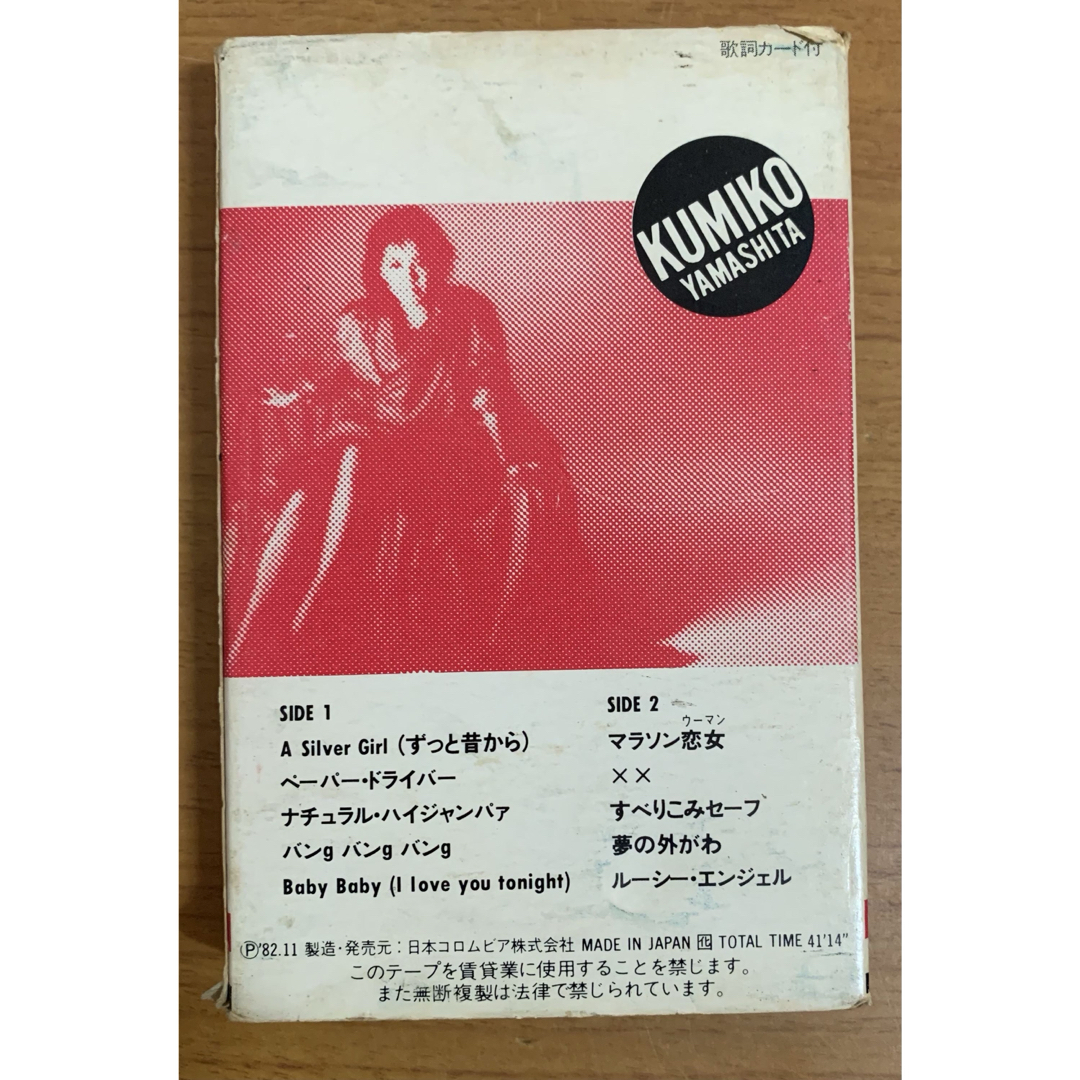 歌詞カード付
KUMIKO
YAMASHITA
SIDE 1
A Silver Girl (ずっと昔から)
ペーパー・ドライバー
ナチュラル・ハイジャンパァ
バンg バンg バンg
Baby Baby (I love you tonight)
SIDE 2
ウーマン
マラソン恋女
××
すべりこみセーフ
夢の外がわ
ルーシー・エンジェル
Ⓟ'82.11 製造・発売元：日本コロムビア株式会社 MADE IN JAPAN TOTAL TIME 41'14"
このテープを賃貸業に使用することを禁じます。
また無断複製は法律で禁じられています。